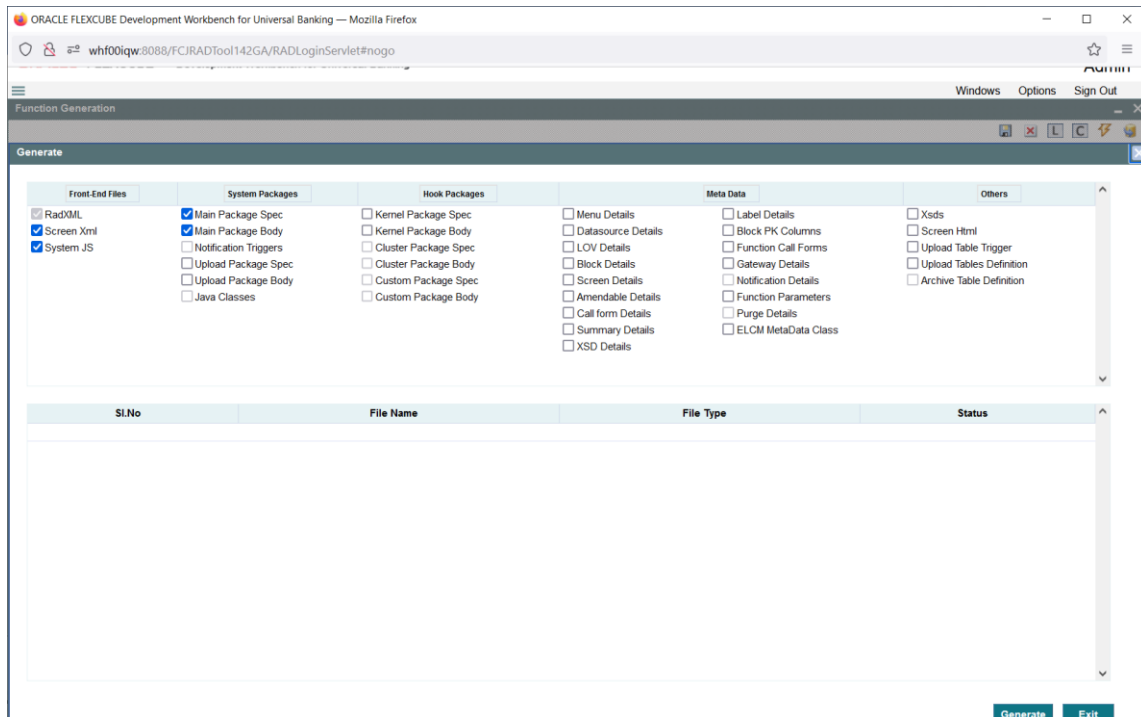 ORACLE FLEXCUBE Development Workbench for Universal Banking — Mozilla Firefox
whf00iqw:8088/FCJRADTool142GA/RADLoginServlet#nogo
Admin
Windows Options Sign Out
Function Generation
L C
Generate
Front-End Files System Packages Hook Packages Meta Data Others
RadXML Main Package Spec Kernel Package Spec Menu Details Label Details Xsds
Screen Xml Main Package Body Kernel Package Body Datasource Details Block PK Columns Screen Html
System JS Notification Triggers Cluster Package Spec LOV Details Function Call Forms Upload Table Trigger
Upload Package Spec Cluster Package Body Block Details Gateway Details Upload Tables Definition
Upload Package Body Custom Package Spec Screen Details Notification Details Archive Table Definition
Java Classes Custom Package Body Amendable Details Function Parameters
Call form Details Purge Details
Summary Details ELCM MetaData Class
XSD Details
Sl.No File Name File Type Status
Generate Exit